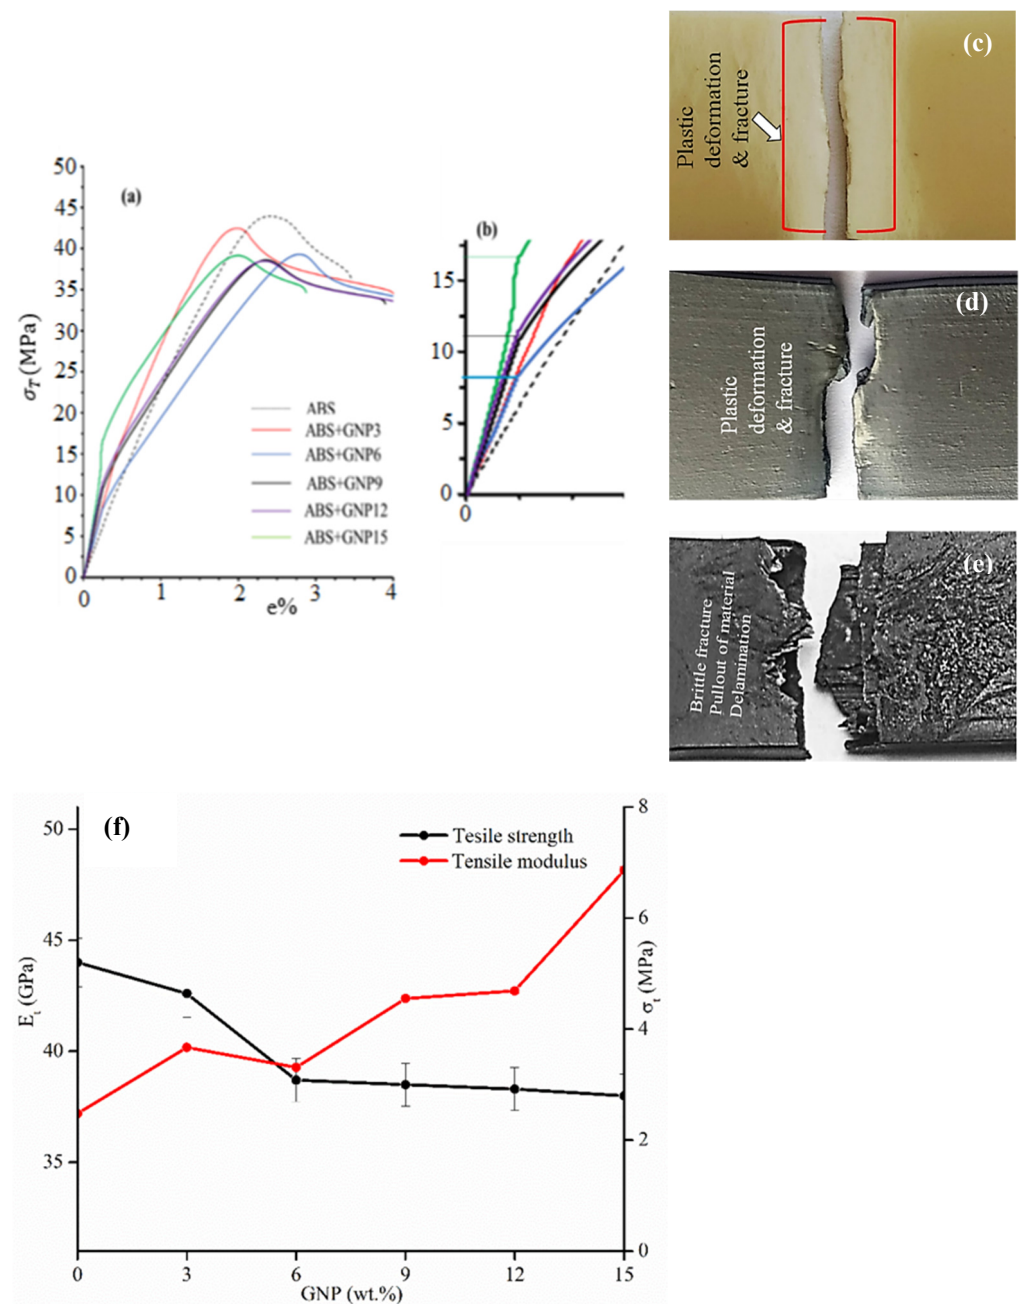 (a)
50
45
40
35
30
25
20
15
10
5
0
σT (MPa)
0
1
2
3
4
e%
ABS
ABS+GNP3
ABS+GNP6
ABS+GNP9
ABS+GNP12
ABS+GNP15
(b)
15
10
5
0
0
(c)
Plastic
deformation
& fracture
(d)
Plastic
deformation
& fracture
(e)
Brittle fracture
Pullout of material
Delamination
(f)
Tesile strength
Tensile modulus
50
45
40
35
Et (GPa)
8
6
4
2
0
σt (MPa)
0
3
6
9
12
15
GNP (wt.%)